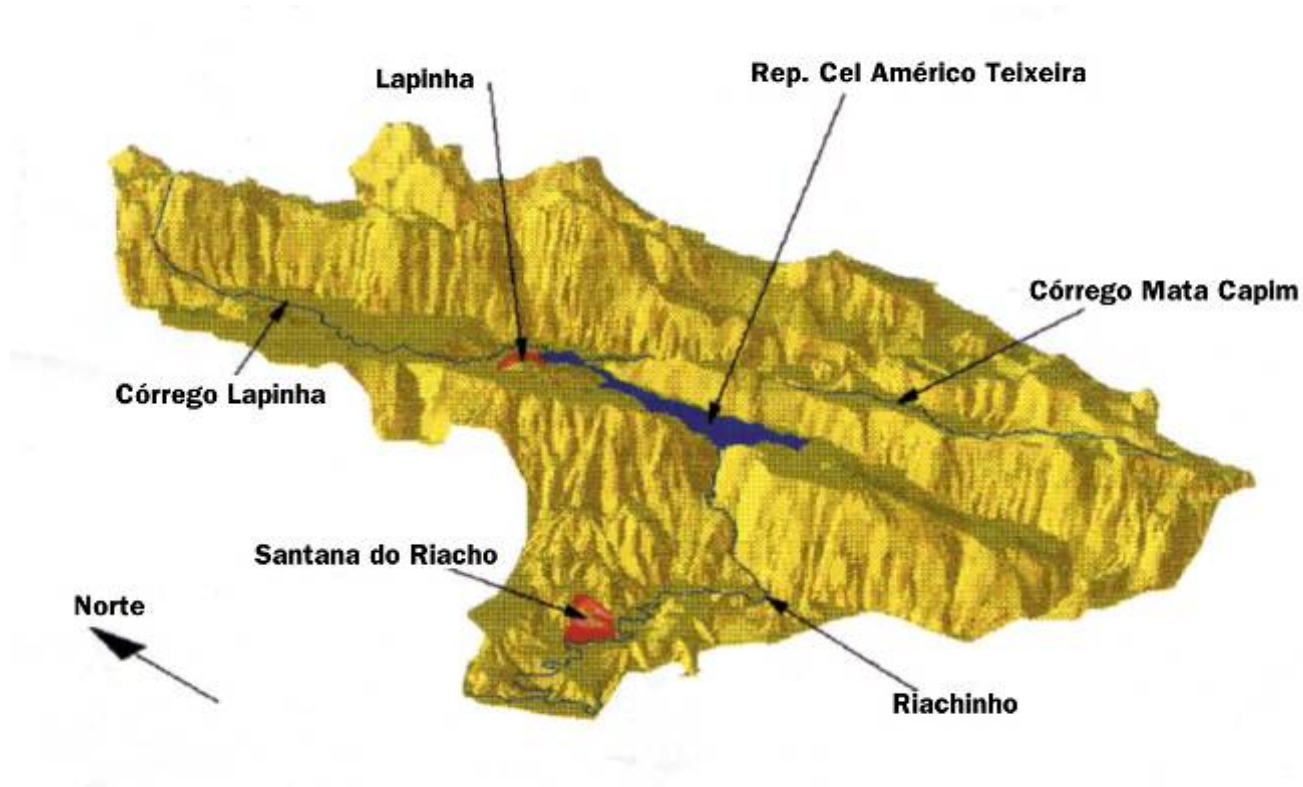 Lapinha
Rep. Cel Américo Teixeira
Córrego Mata Capim
Córrego Lapinha
Santana do Riacho
Norte
Riachinho